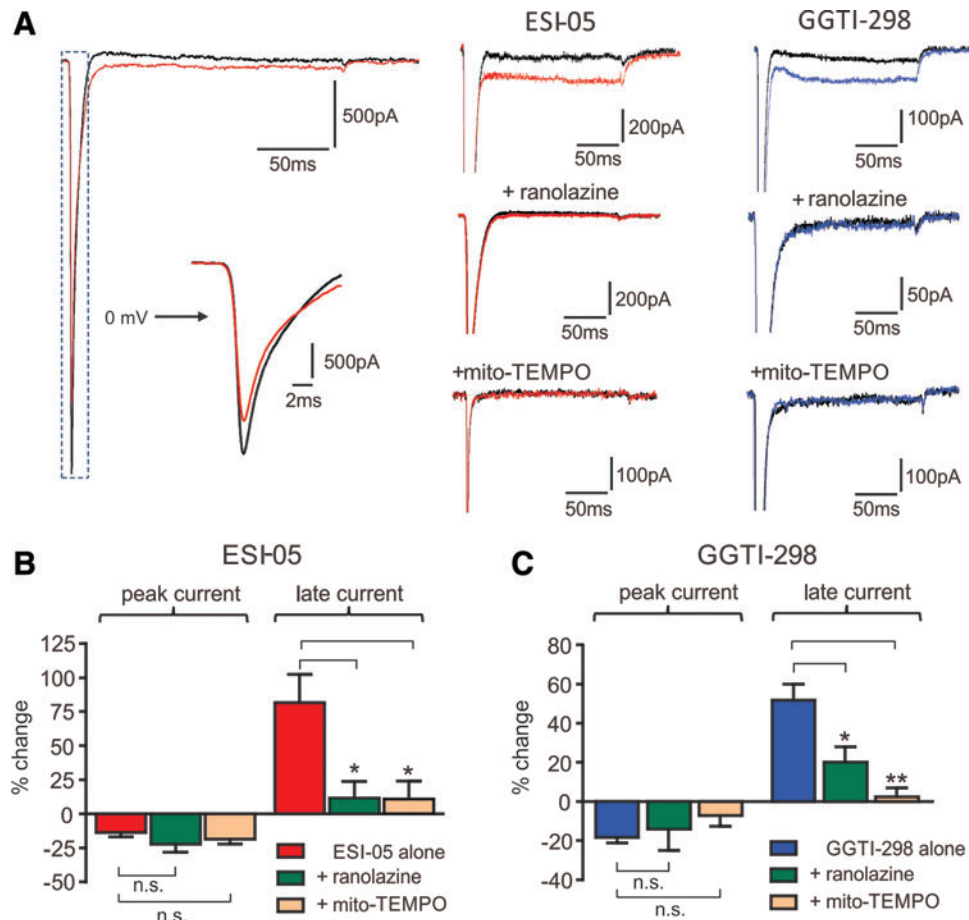 A
ESI-05
GGTI-298
500pA
50ms
200pA
50ms
100pA
50ms
0 mV
500pA
2ms
+ ranolazine
200pA
50ms
+ ranolazine
50pA
50ms
+mito-TEMPO
100pA
50ms
+mito-TEMPO
100pA
50ms
B
ESI-05
peak current
late current
% change
125
100
75
50
25
0
-25
-50
*
*
n.s.
n.s.
ESI-05 alone
+ ranolazine
+ mito-TEMPO
C
GGTI-298
peak current
late current
% change
80
60
40
20
0
-20
-40
*
**
n.s.
n.s.
GGTI-298 alone
+ ranolazine
+ mito-TEMPO